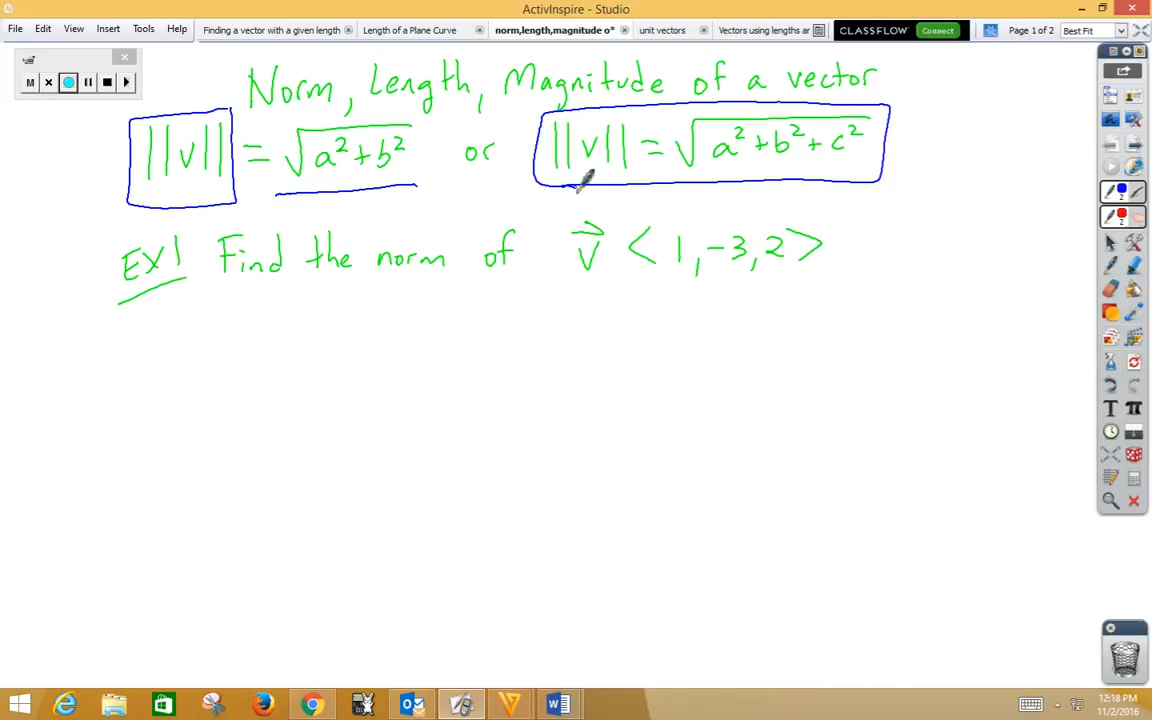 ActivInspire - Studio
File Edit View Insert Tools Help
Finding a vector with a given length Length of a Plane Curve norm,length,magnitude o* unit vectors Vectors using lengths ar CLASSFLOW Connect Page 1 of 2 Best Fit
Norm, Length, Magnitude of a vector
||v|| = √a²+b² or ||v|| = √a²+b²+c²
EX1 Find the norm of v⃗ <1,-3,2>
12:18 PM
11/2/2016